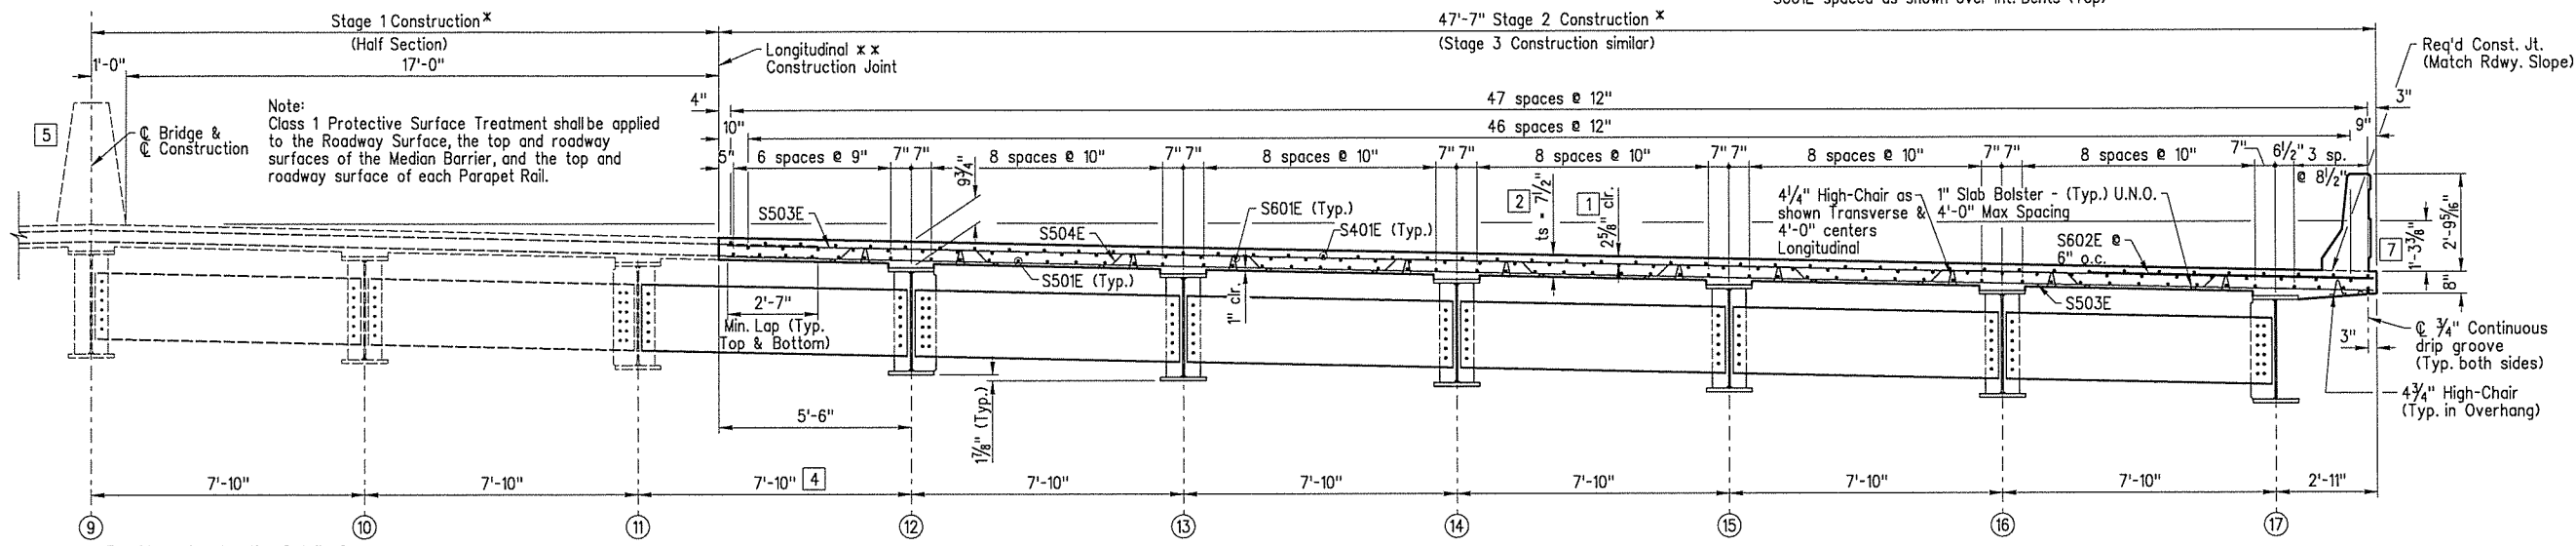 Stage 1 Construction*
(Half Section)
47'-7" Stage 2 Construction *
(Stage 3 Construction similar)
Longitudinal * *
Construction Joint
Req'd Const. Jt.
(Match Rdwy. Slope)
1'-0"
17'-0"
4"
47 spaces @ 12"
3"
5
₵ Bridge &
₵ Construction
Note:
Class 1 Protective Surface Treatment shall be applied
to the Roadway Surface, the top and roadway
surfaces of the Median Barrier, and the top and
roadway surface of each Parapet Rail.
10"
46 spaces @ 12"
9"
5"
6 spaces @ 9"
7" 7"
8 spaces @ 10"
7" 7"
8 spaces @ 10"
7" 7"
8 spaces @ 10"
7" 7"
8 spaces @ 10"
7" 7"
8 spaces @ 10"
7"
6½"
3 sp.
@ 8½"
9¾"
2
ts = 7½"
1
2⅝" clr.
4¼" High-Chair as
shown Transverse &
4'-0" centers
Longitudinal
1" Slab Bolster - (Typ.) U.N.O.
4'-0" Max Spacing
S503E
S504E
S601E (Typ.)
S401E (Typ.)
S501E (Typ.)
S602E @
6" o.c.
S503E
1'-3⅜"
7
2'-9⁵⁄₁₆"
8"
2'-7"
Min. Lap (Typ.
Top & Bottom)
1" clr.
1⅞" (Typ.)
3"
₵ ¾" Continuous
drip groove
(Typ. both sides)
4¾" High-Chair
(Typ. in Overhang)
5'-6"
7'-10"
7'-10"
7'-10"
4
7'-10"
7'-10"
7'-10"
7'-10"
7'-10"
2'-11"
9
10
11
12
13
14
15
16
17